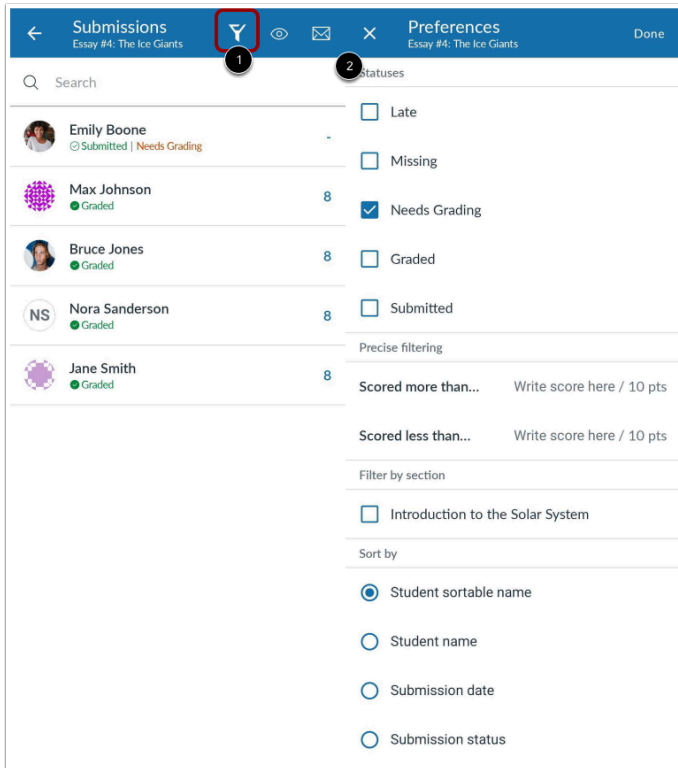 Submissions
Essay #4: The Ice Giants
1
Search
Emily Boone
Submitted | Needs Grading
-
Max Johnson
Graded
8
Bruce Jones
Graded
8
NS
Nora Sanderson
Graded
8
Jane Smith
Graded
8
Preferences
Essay #4: The Ice Giants
Done
2
Statuses
Late
Missing
Needs Grading
Graded
Submitted
Precise filtering
Scored more than... Write score here / 10 pts
Scored less than... Write score here / 10 pts
Filter by section
Introduction to the Solar System
Sort by
Student sortable name
Student name
Submission date
Submission status